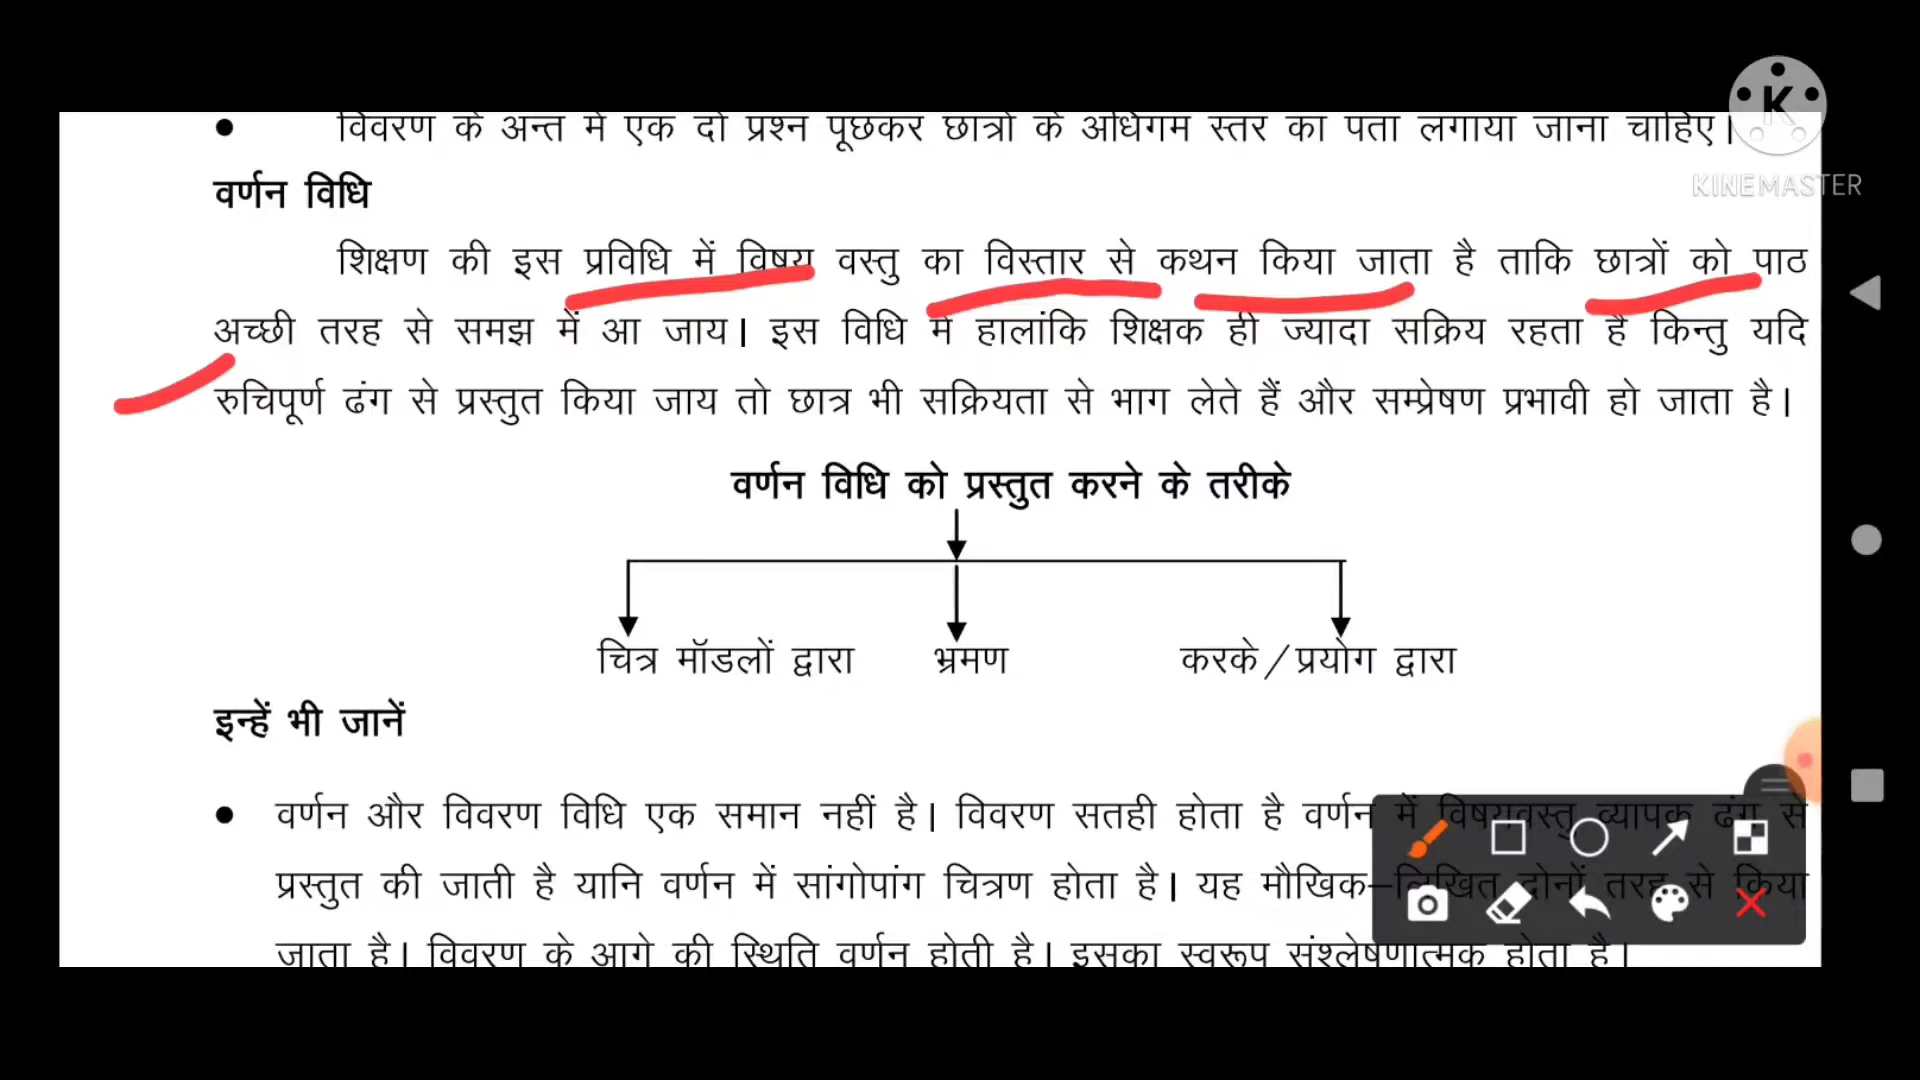 विवरण के अन्त में एक दो प्रश्न पूछकर छात्रों के अधिगम स्तर का पता लगाया जाना चाहिए।
K
KINEMASTER
वर्णन विधि
शिक्षण की इस प्रविधि में विषय वस्तु का विस्तार से कथन किया जाता है ताकि छात्रों को पाठ
अच्छी तरह से समझ में आ जाय। इस विधि में हालांकि शिक्षक ही ज्यादा सक्रिय रहता है किन्तु यदि
रुचिपूर्ण ढंग से प्रस्तुत किया जाय तो छात्र भी सक्रियता से भाग लेते हैं और सम्प्रेषण प्रभावी हो जाता है।
वर्णन विधि को प्रस्तुत करने के तरीके
चित्र मॉडलों द्वारा भ्रमण करके/प्रयोग द्वारा
इन्हें भी जानें
वर्णन और विवरण विधि एक समान नहीं है। विवरण सतही होता है वर्णन में विषयवस्तु व्यापक ढंग से
प्रस्तुत की जाती है यानि वर्णन में सांगोपांग चित्रण होता है। यह मौखिक–लिखित दोनों तरह से किया
जाता है। विवरण के आगे की स्थिति वर्णन होती है। इसका स्वरूप संश्लेषणात्मक होता है।